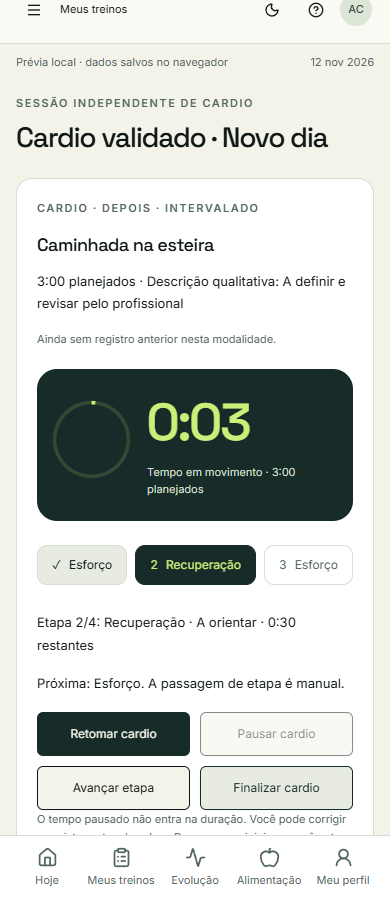 Meus treinos
AC
Prévia local · dados salvos no navegador
12 nov 2026
SESSÃO INDEPENDENTE DE CARDIO
Cardio validado · Novo dia
CARDIO · DEPOIS · INTERVALADO
Caminhada na esteira
3:00 planejados · Descrição qualitativa: A definir e
revisar pelo profissional
Ainda sem registro anterior nesta modalidade.
0:03
Tempo em movimento · 3:00
planejados
✓ Esforço
2 Recuperação
3 Esforço
Etapa 2/4: Recuperação · A orientar · 0:30
restantes
Próxima: Esforço. A passagem de etapa é manual.
Retomar cardio
Pausar cardio
Avançar etapa
Finalizar cardio
O tempo pausado não entra na duração. Você pode corrigir
Hoje
Meus treinos
Evolução
Alimentação
Meu perfil